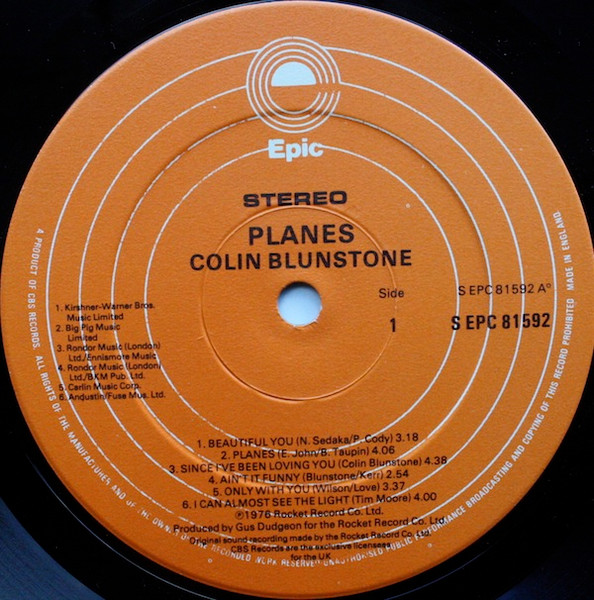 Epic
STEREO
PLANES
COLIN BLUNSTONE
Side
1
S EPC 81592 A°
S EPC 81592
1. Kirshner-Warner Bros.
Music Limited
2. Big Pig Music
Limited
3. Rondor Music (London)
Ltd./Ennismore Music
4. Rondor Music (London)
Ltd./BKM Pub. Ltd.
5. Carlin Music Corp.
6. Andustin/Fuse Mus. Ltd.
1. BEAUTIFUL YOU (N. Sedaka/P. Cody) 3.18
2. PLANES (E. John/B. Taupin) 4.06
3. SINCE I'VE BEEN LOVING YOU (Colin Blunstone) 4.38
4. AIN'T IT FUNNY (Blunstone/Kerr) 2.54
5. ONLY WITH YOU (Wilson/Love) 3.37
6. I CAN ALMOST SEE THE LIGHT (Tim Moore) 4.00
℗1976 Rocket Record Co. Ltd.
Produced by Gus Dudgeon for the Rocket Record Co. Ltd.
Original sound recording made by the Rocket Record Co. Ltd.
CBS Records are the exclusive licensees
for the UK
A PRODUCT OF CBS RECORDS. ALL RIGHTS OF THE MANUFACTURER AND OF THE OWNER OF THE RECORDED WORK RESERVED. UNAUTHORISED PUBLIC PERFORMANCE BROADCASTING AND COPYING OF THIS RECORD PROHIBITED MADE IN ENGLAND